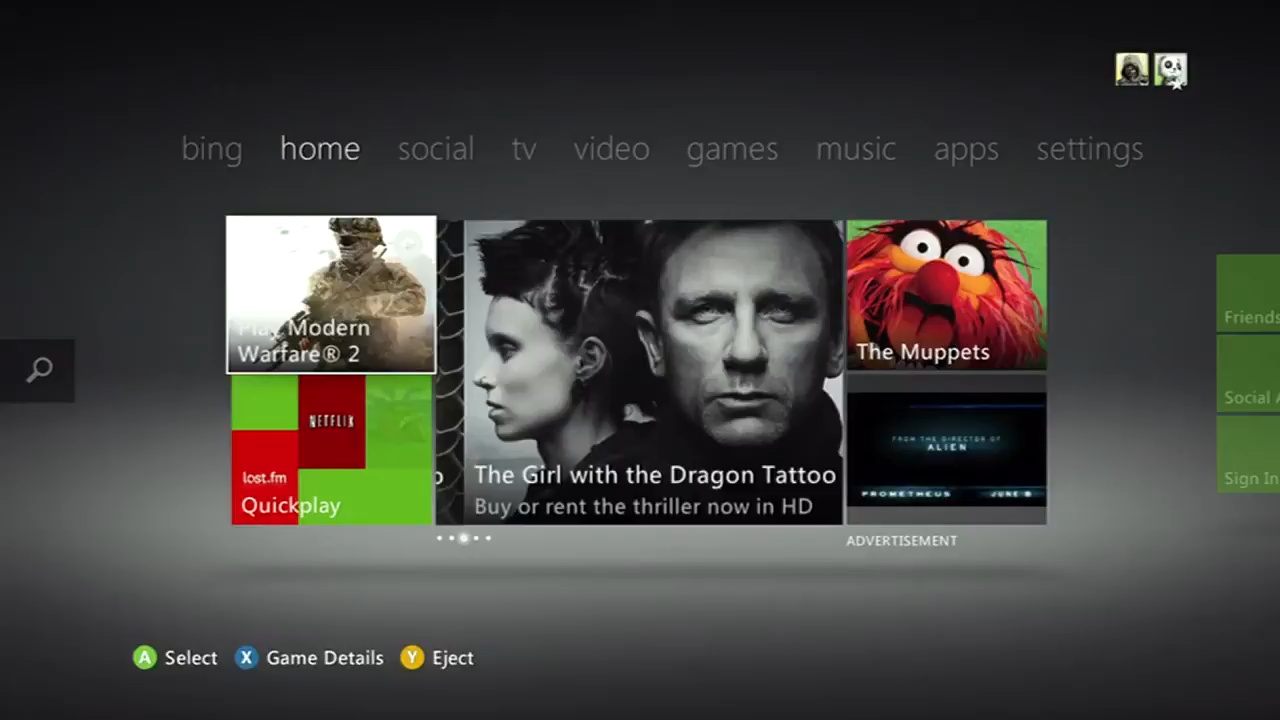 bing home social tv video games music apps settings
Play Modern
Warfare® 2
NETFLIX
lost.fm
Quickplay
The Girl with the Dragon Tattoo
Buy or rent the thriller now in HD
The Muppets
FROM THE DIRECTOR OF
ALIEN
PROMETHEUS JUNE 8
ADVERTISEMENT
Friends
Social A
Sign In
A Select X Game Details Y Eject